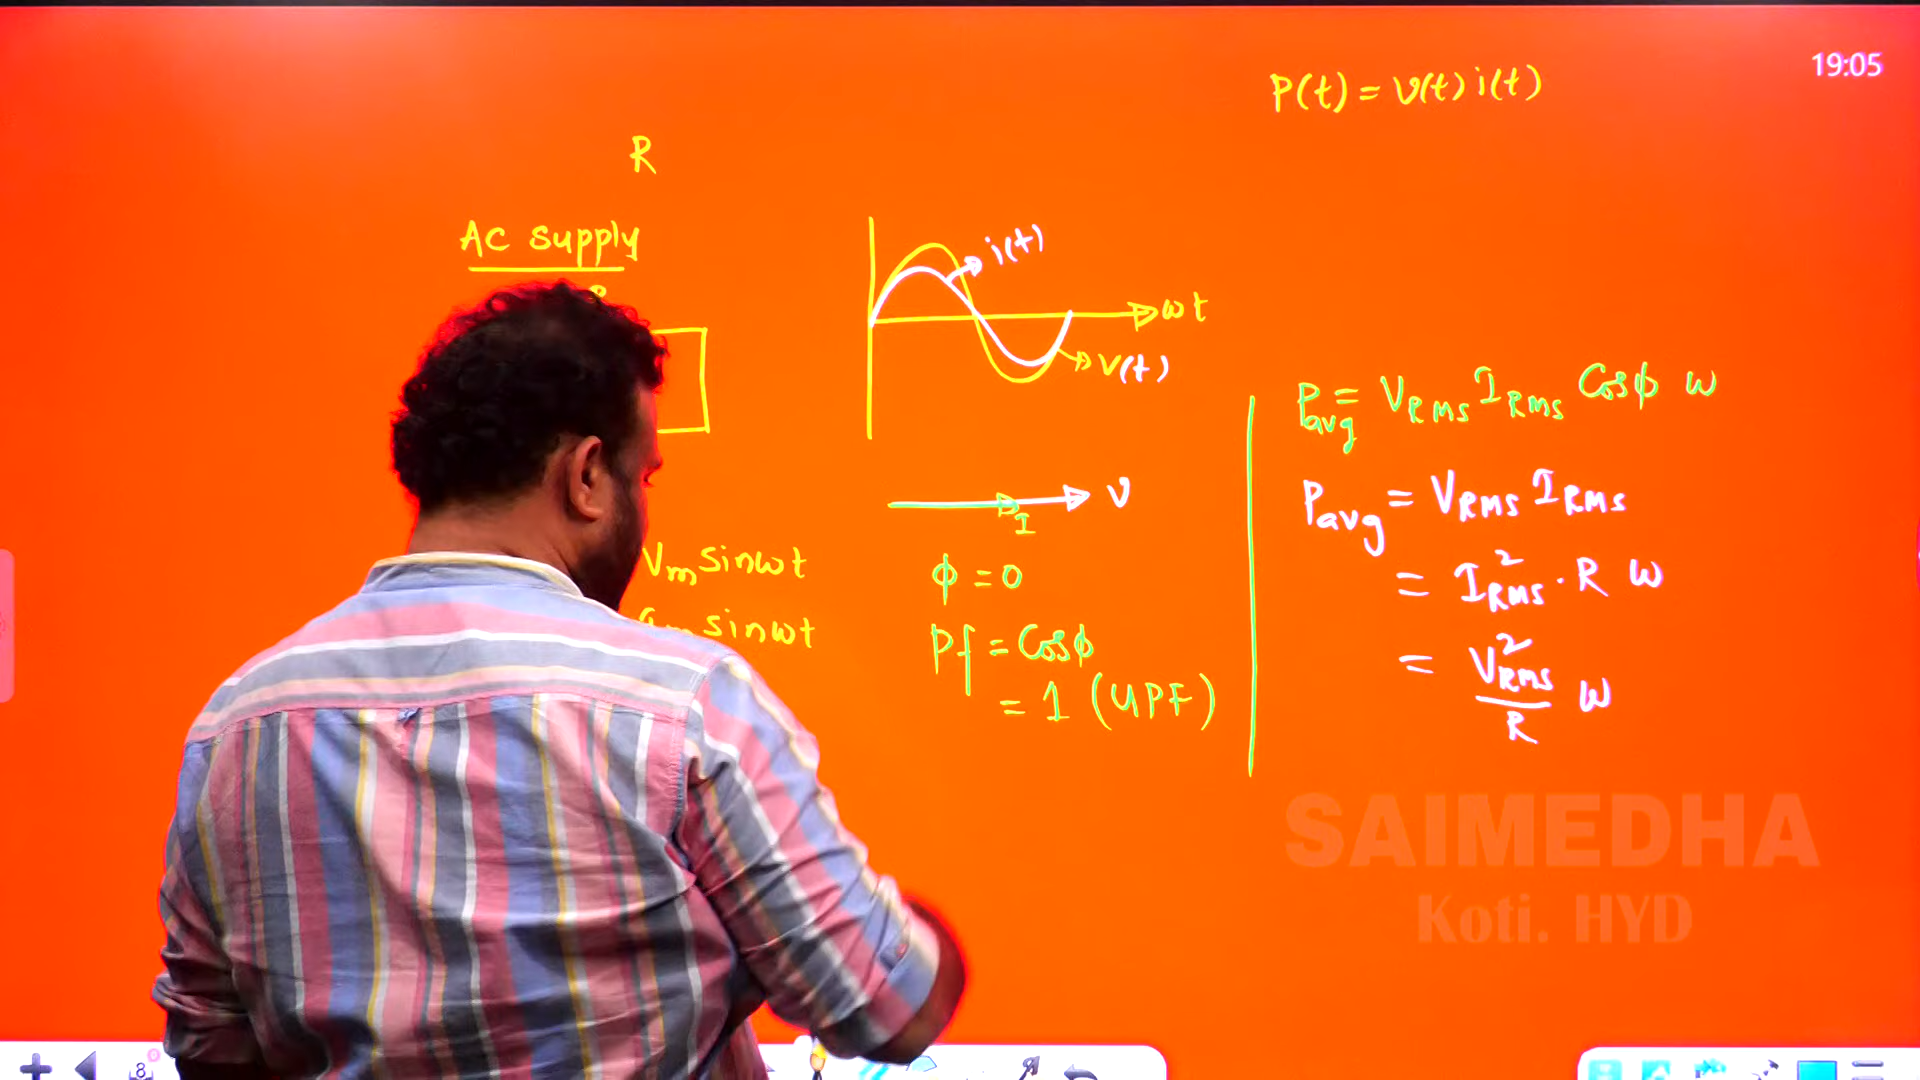 19:05
P(t) = v(t) i(t)
R
AC supply
i(t)
ωt
v(t)
V
I
Vm sinωt
sinωt
ϕ = 0
Pf = Cosϕ
= 1 (UPF)
Pavg = VRMS IRMS Cosϕ W
Pavg = VRMS IRMS
= I²RMS . R W
= V²RMS / R W
SAIMEDHA
Koti. HYD